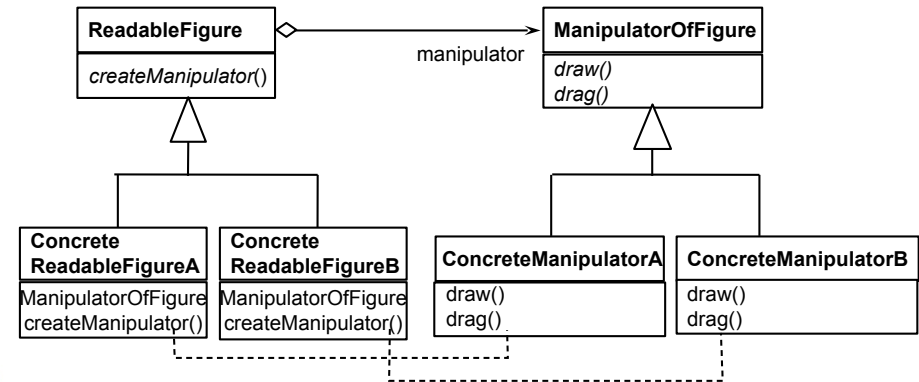 ReadableFigure
createManipulator()
manipulator
ManipulatorOfFigure
draw()
drag()
Concrete
ReadableFigureA
ManipulatorOfFigure
createManipulator()
Concrete
ReadableFigureB
ManipulatorOfFigure
createManipulator()
ConcreteManipulatorA
draw()
drag()
ConcreteManipulatorB
draw()
drag()